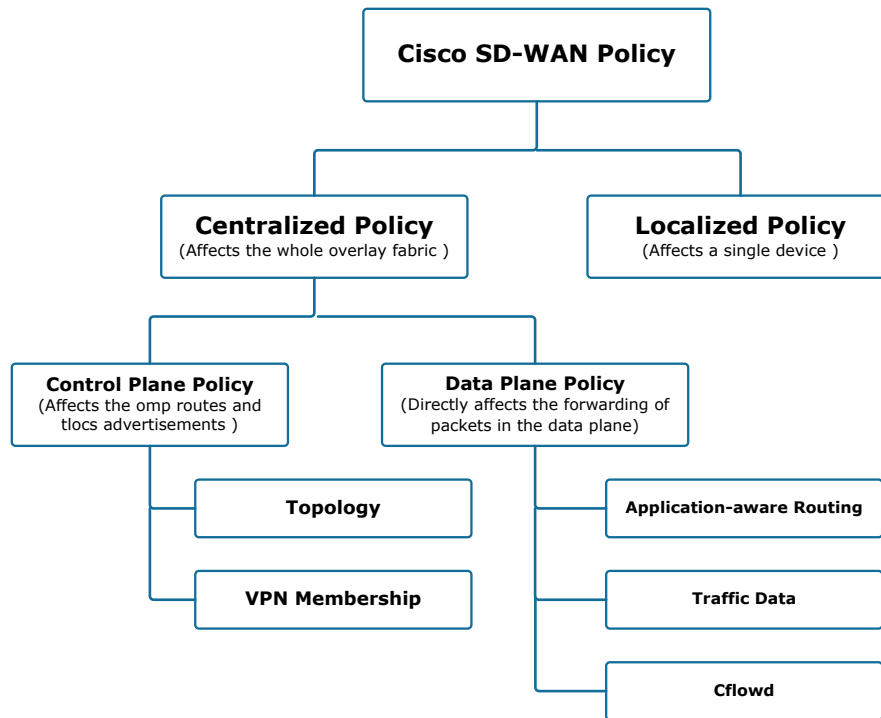 Cisco SD-WAN Policy
Centralized Policy
(Affects the whole overlay fabric )
Localized Policy
(Affects a single device )
Control Plane Policy
(Affects the omp routes and
tlocs advertisements )
Data Plane Policy
(Directly affects the forwarding of
packets in the data plane)
Topology
VPN Membership
Application-aware Routing
Traffic Data
Cflowd